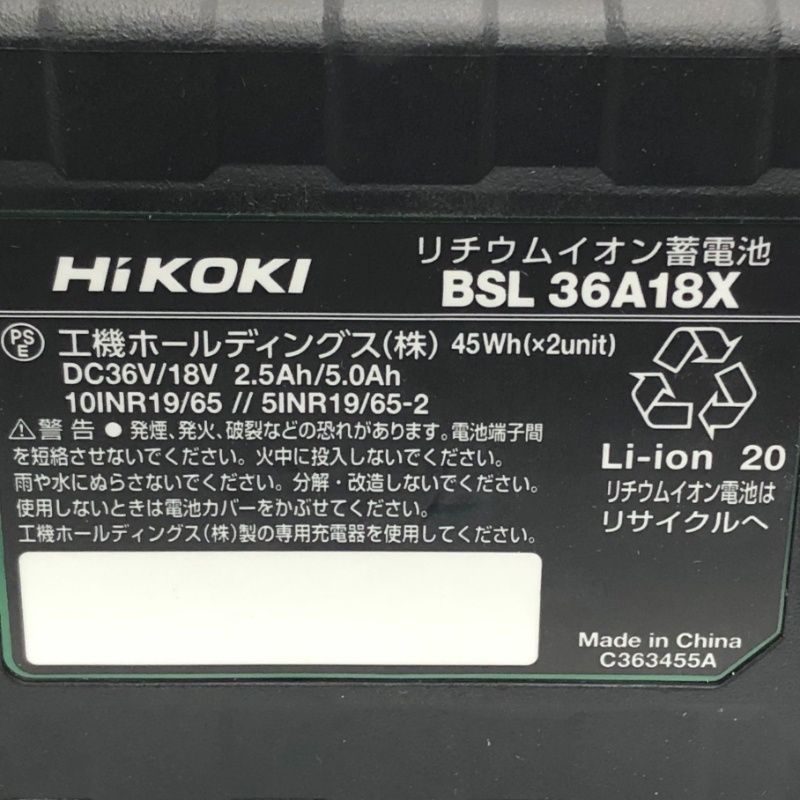 HiKOKI
リチウムイオン蓄電池
BSL 36A18X
PSE 工機ホールディングス(株) 45Wh(×2unit)
DC36V/18V 2.5Ah/5.0Ah
10INR19/65 // 5INR19/65-2
⚠警告 ● 発煙、発火、破裂などの恐れがあります。電池端子間
を短絡させないでください。火中に投入しないでください。
雨や水にぬらさないでください。分解・改造しないでください。
使用しないときは電池カバーをかぶせてください。
工機ホールディングス(株)製の専用充電器を使用してください。
Li-ion 20
リチウムイオン電池は
リサイクルへ
Made in China
C363455A